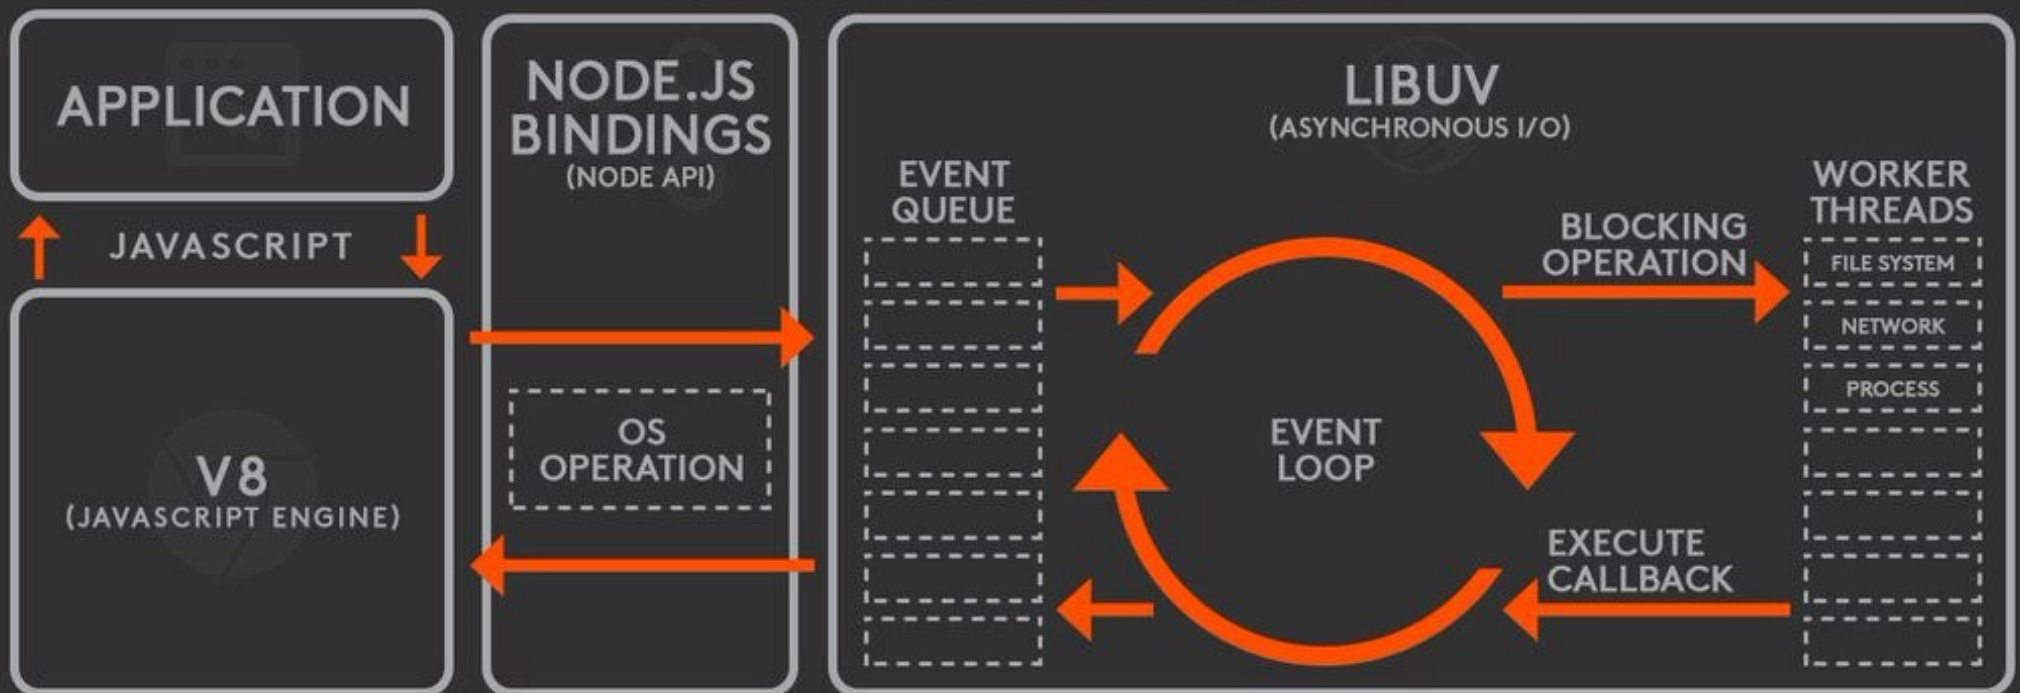 APPLICATION
JAVASCRIPT
V8
(JAVASCRIPT ENGINE)
NODE.JS
BINDINGS
(NODE API)
OS
OPERATION
LIBUV
(ASYNCHRONOUS I/O)
EVENT
QUEUE
EVENT
LOOP
BLOCKING
OPERATION
EXECUTE
CALLBACK
WORKER
THREADS
FILE SYSTEM
NETWORK
PROCESS